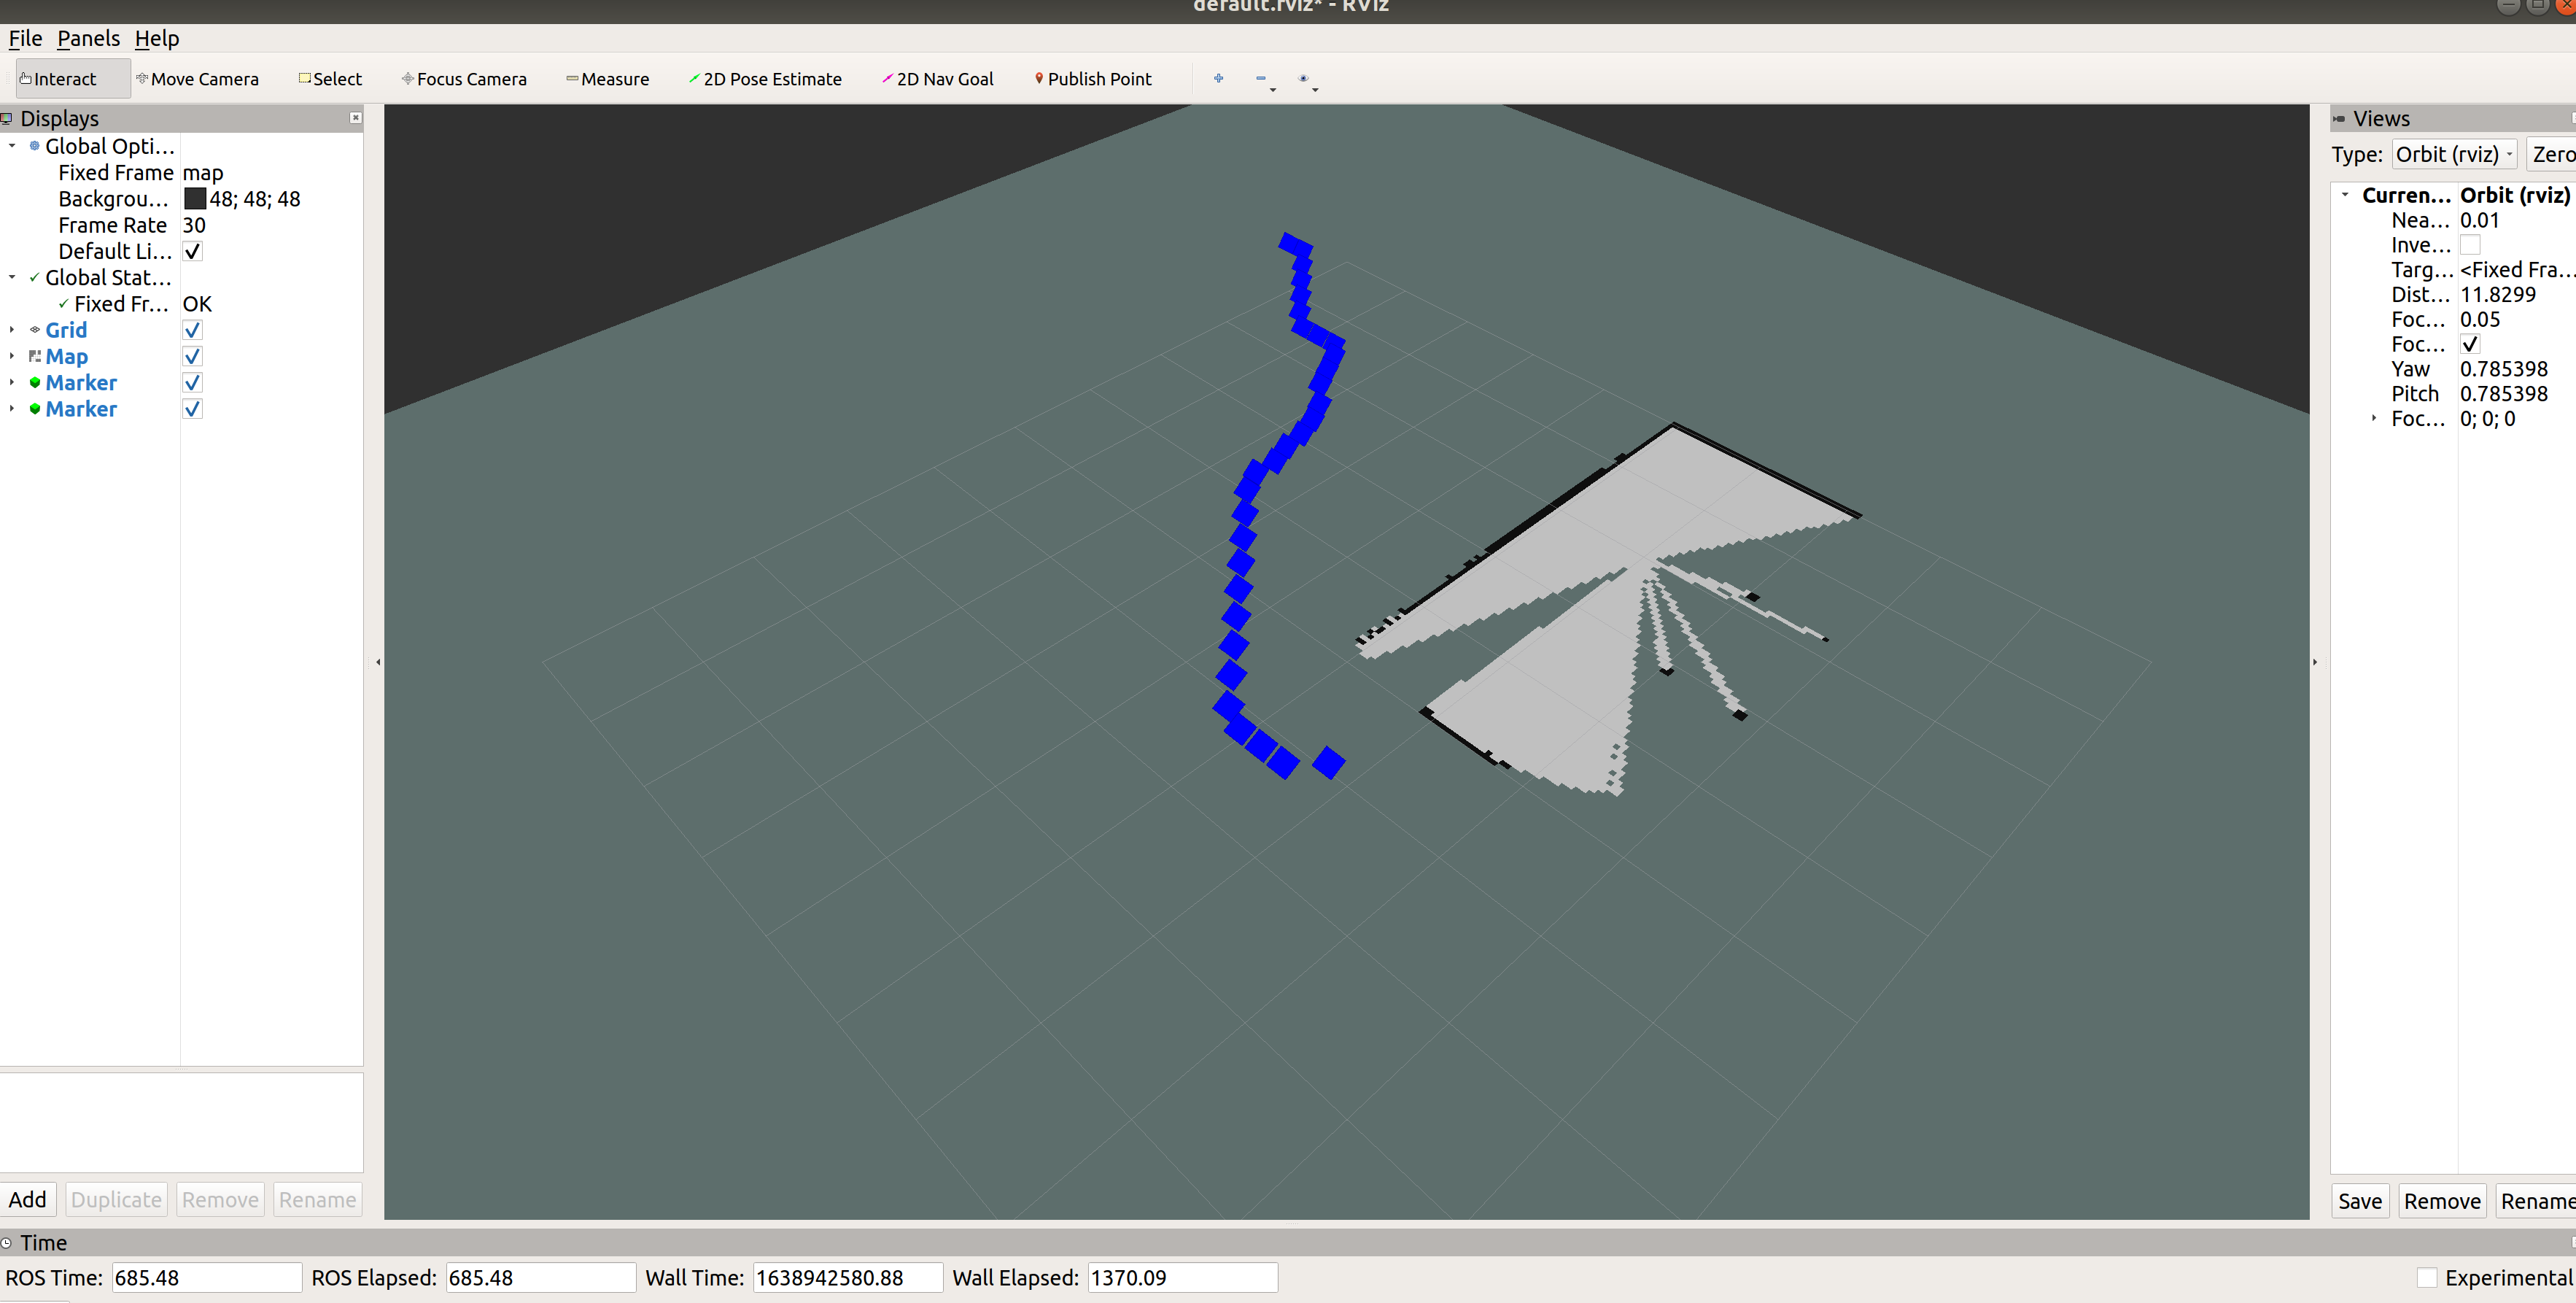 default.rviz* - RViz
File Panels Help
Interact Move Camera Select Focus Camera Measure 2D Pose Estimate 2D Nav Goal Publish Point
Displays
Global Opti...
Fixed Frame map
Backgrou... 48; 48; 48
Frame Rate 30
Default Li...
Global Stat...
Fixed Fr... OK
Grid
Map
Marker
Marker
Add Duplicate Remove Rename
Views
Type: Orbit (rviz) Zero
Curren... Orbit (rviz)
Nea... 0.01
Inve...
Targ... <Fixed Fra...
Dist... 11.8299
Foc... 0.05
Foc...
Yaw 0.785398
Pitch 0.785398
Foc... 0; 0; 0
Save Remove Rename
Time
ROS Time: 685.48 ROS Elapsed: 685.48 Wall Time: 1638942580.88 Wall Elapsed: 1370.09 Experimental